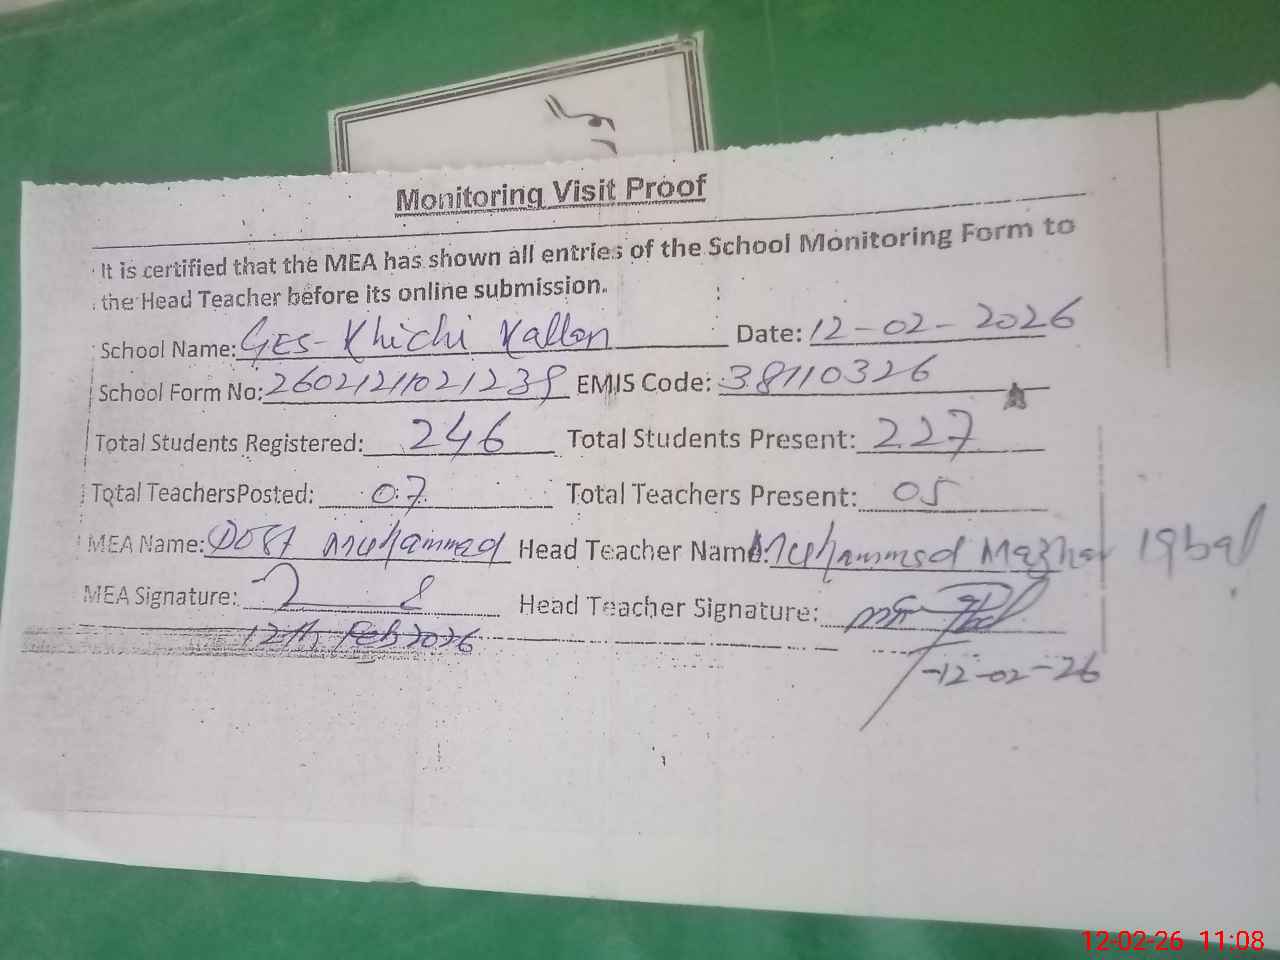 Monitoring Visit Proof
It is certified that the MEA has shown all entries of the School Monitoring Form to
the Head Teacher before its online submission.
School Name: GES- Khichi Kallan Date: 12-02-2026
School Form No: 26021211021239 EMIS Code: 38110326
Total Students Registered: 246 Total Students Present: 227
Total TeachersPosted: 07 Total Teachers Present: 05
MEA Name: Dost Muhammad Head Teacher Name: Muhammad Mazhar Iqbal
MEA Signature: Head Teacher Signature:
12th Feb 2026
-12-02-26
12-02-26 11:08